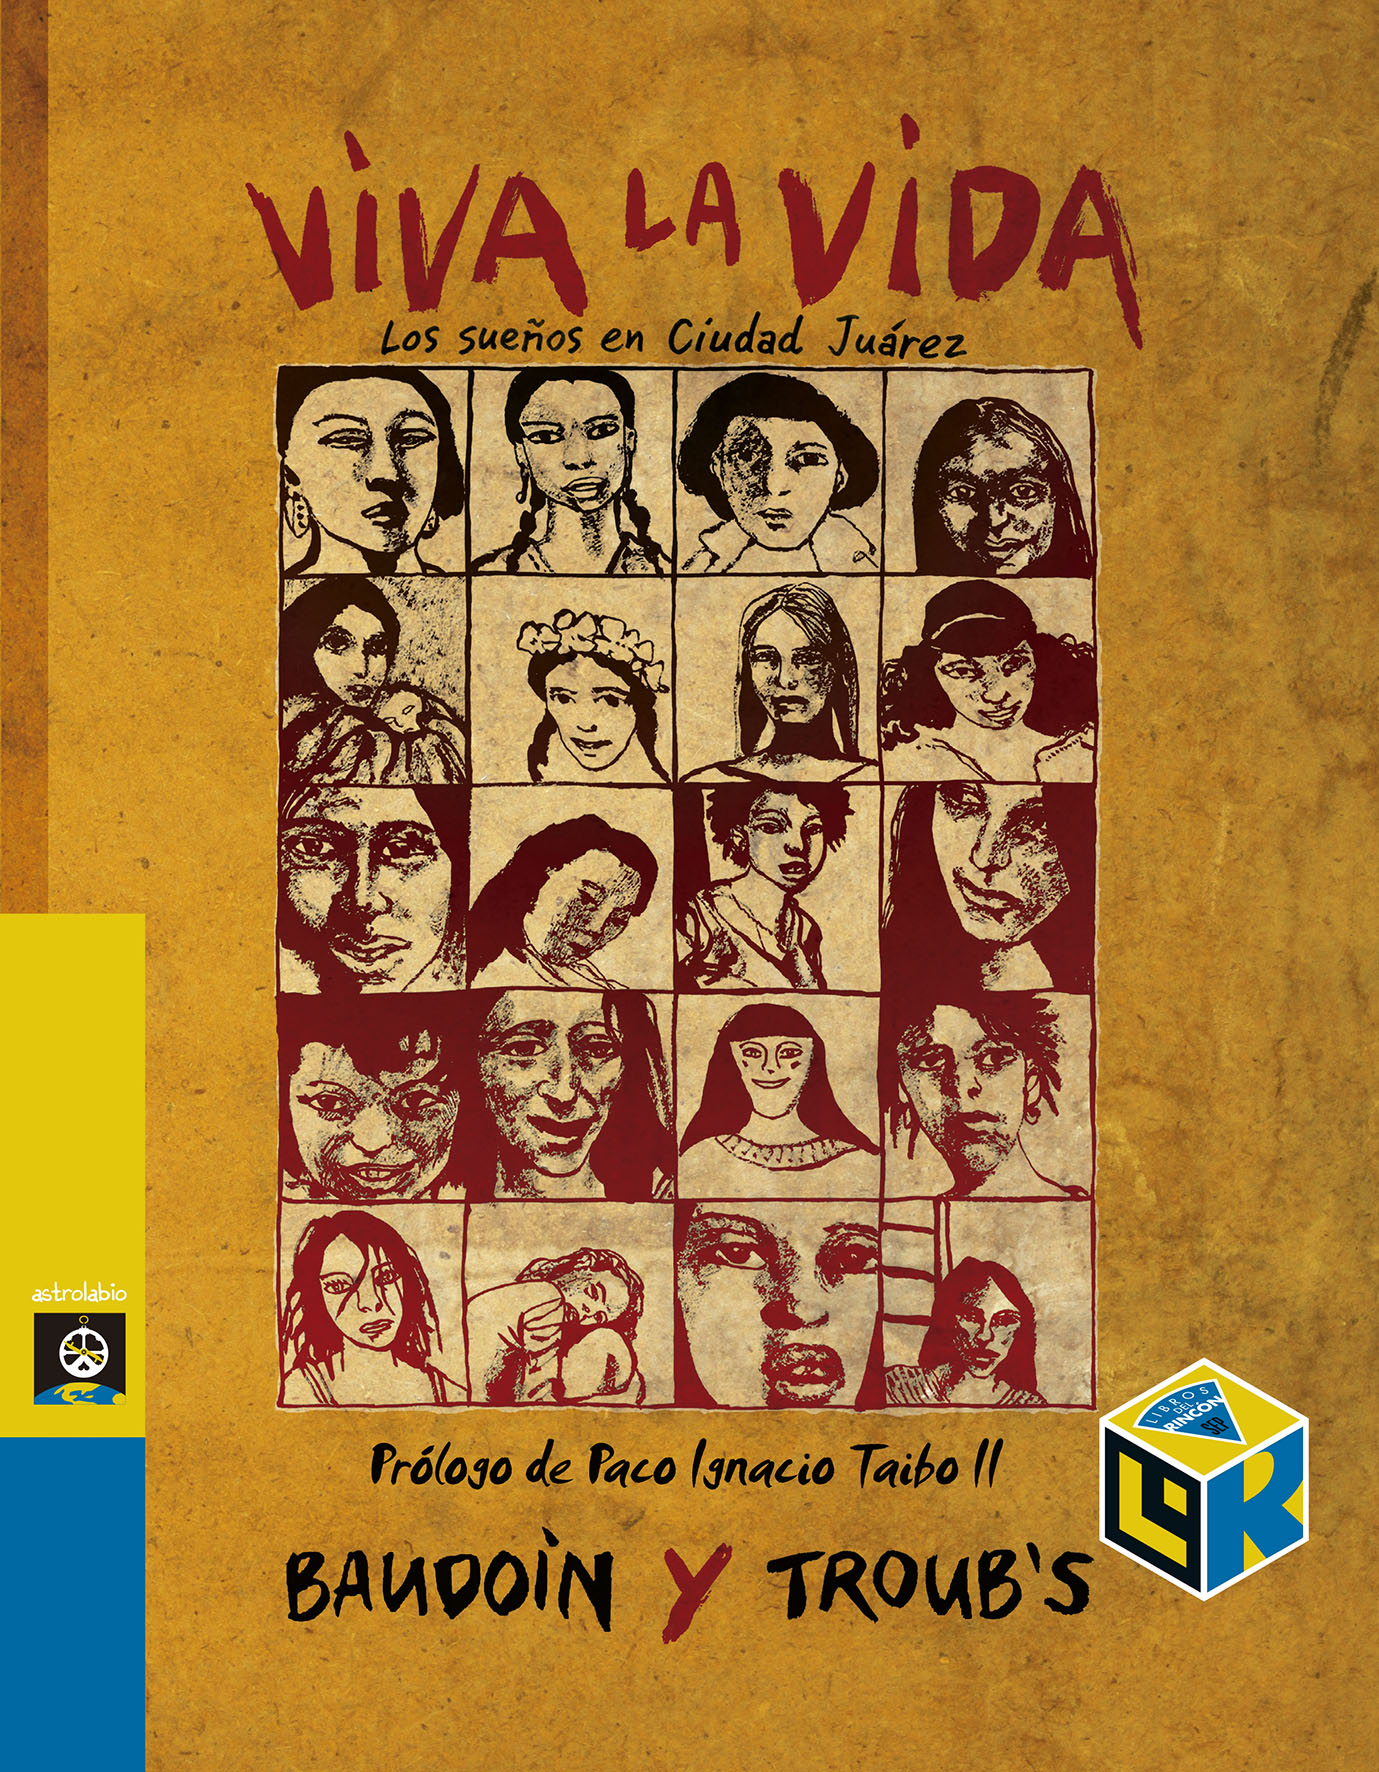 VIVA LA VIDA
Los sueños en Ciudad Juárez
astrolabio
LIBROS
DEL
RINCÓN
SEP
LR
Prólogo de Paco Ignacio Taibo II
BAUDOIN Y TROUB'S